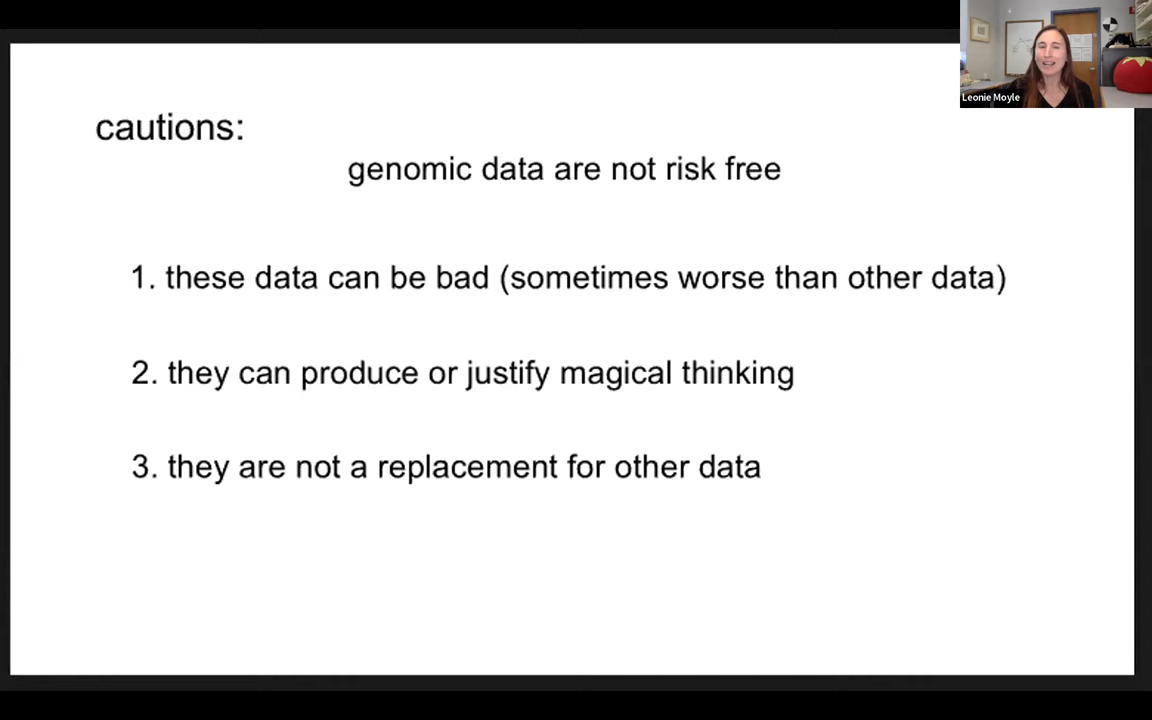 Leonie Moyle
cautions:
genomic data are not risk free
1. these data can be bad (sometimes worse than other data)
2. they can produce or justify magical thinking
3. they are not a replacement for other data